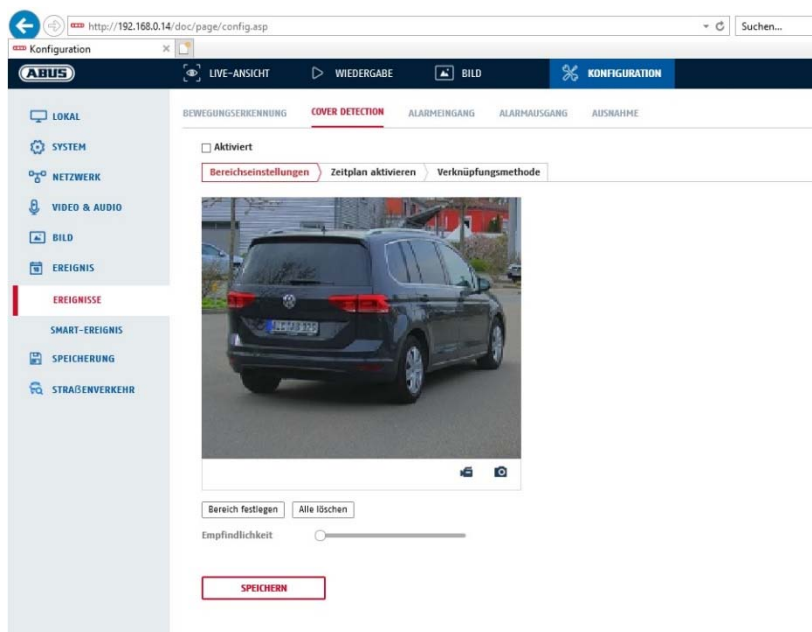 http://192.168.0.14/doc/page/config.asp
Suchen...
Konfiguration
ABUS
LIVE-ANSICHT WIEDERGABE BILD KONFIGURATION
LOKAL
SYSTEM
NETZWERK
VIDEO & AUDIO
BILD
EREIGNIS
EREIGNISSE
SMART-EREIGNIS
SPEICHERUNG
STRAßENVERKEHR
BEWEGUNGSERKENNUNG COVER DETECTION ALARMEINGANG ALARMAUSGANG AUSNAHME
Aktiviert
Bereichseinstellungen Zeitplan aktivieren Verknüpfungsmethode
Bereich festlegen Alle löschen
Empfindlichkeit
SPEICHERN